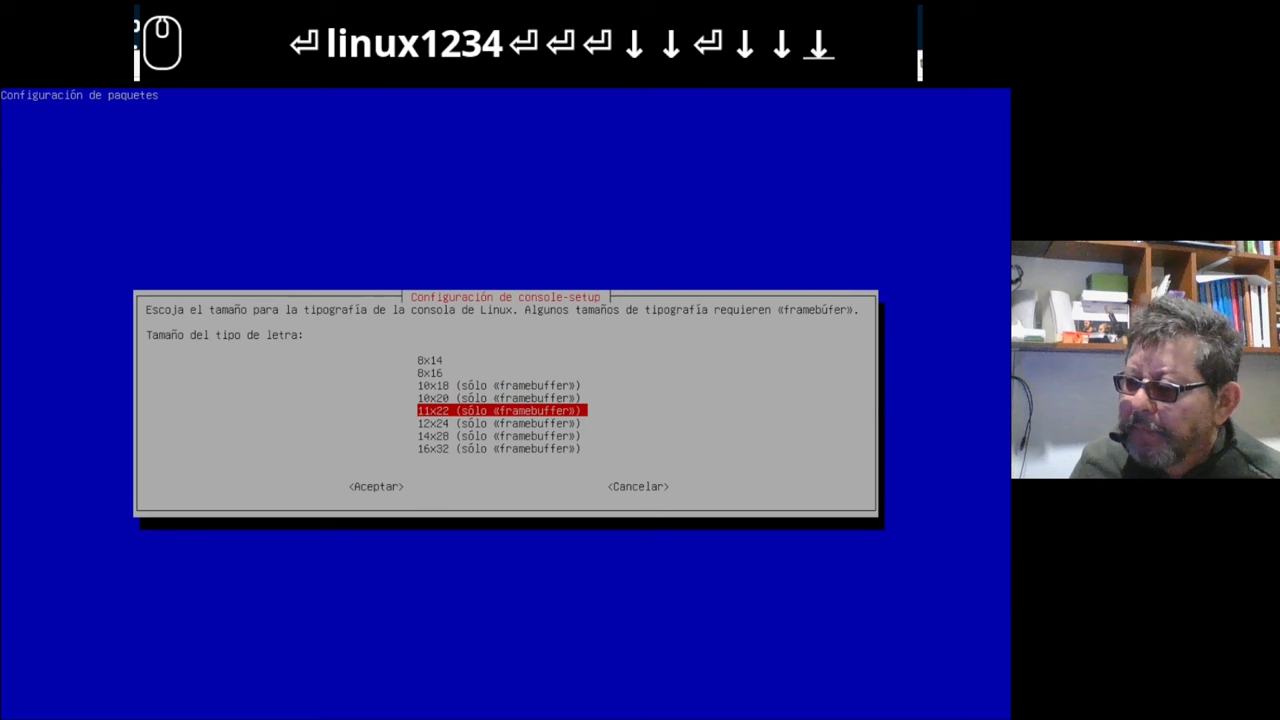 ⏎linux1234⏎⏎⏎↓↓⏎↓↓↓
Configuración de paquetes
Configuración de console-setup
Escoja el tamaño para la tipografía de la consola de Linux. Algunos tamaños de tipografía requieren «framebúfer».
Tamaño del tipo de letra:
8x14
8x16
10x18 (sólo «framebuffer»)
10x20 (sólo «framebuffer»)
11x22 (sólo «framebuffer»)
12x24 (sólo «framebuffer»)
14x28 (sólo «framebuffer»)
16x32 (sólo «framebuffer»)
<Aceptar> <Cancelar>